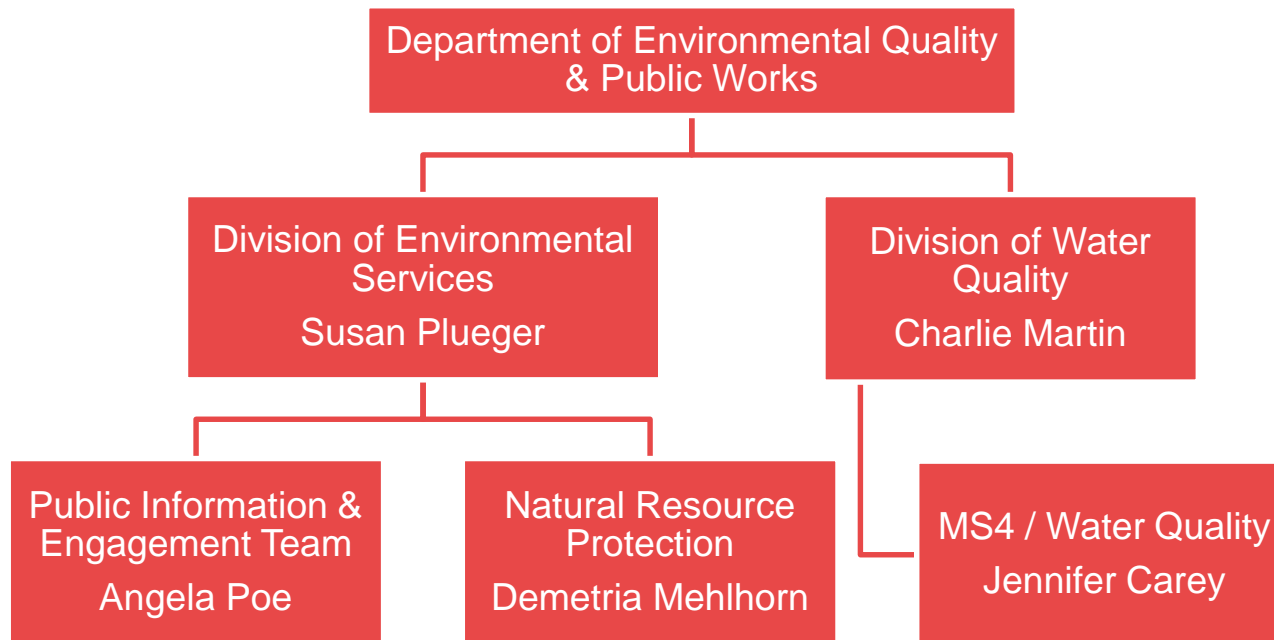 Department of Environmental Quality
& Public Works
Division of Environmental
Services
Susan Plueger
Division of Water
Quality
Charlie Martin
Public Information &
Engagement Team
Angela Poe
Natural Resource
Protection
Demetria Mehlhorn
MS4 / Water Quality
Jennifer Carey